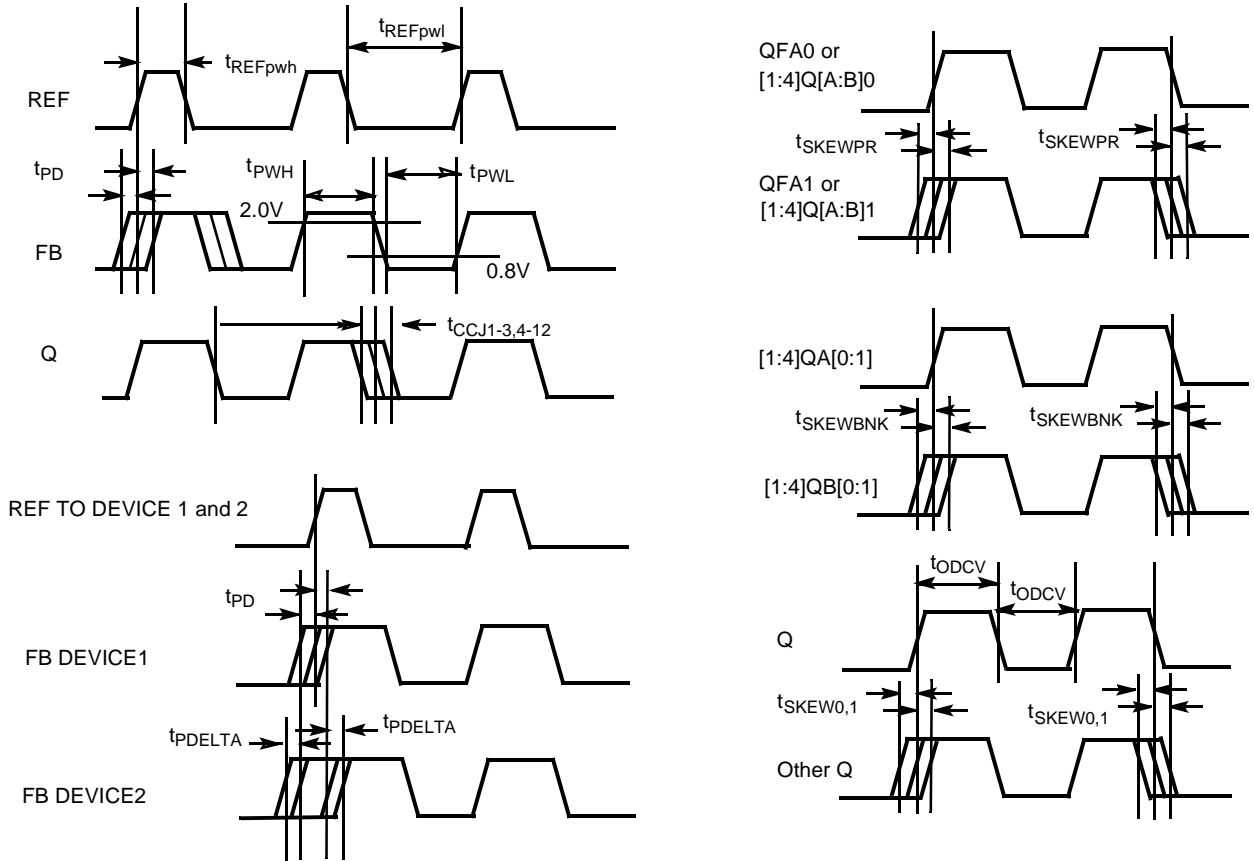 tREFpwl
tREFpwh
REF
tPD
tPWH
tPWL
2.0V
FB
0.8V
tCCJ1-3,4-12
Q
REF TO DEVICE 1 and 2
tPD
FB DEVICE1
tPDELTA
tPDELTA
FB DEVICE2
QFA0 or
[1:4]Q[A:B]0
tSKEWPR
tSKEWPR
QFA1 or
[1:4]Q[A:B]1
[1:4]QA[0:1]
tSKEWBNK
tSKEWBNK
[1:4]QB[0:1]
tODCV
tODCV
Q
tSKEW0,1
tSKEW0,1
Other Q